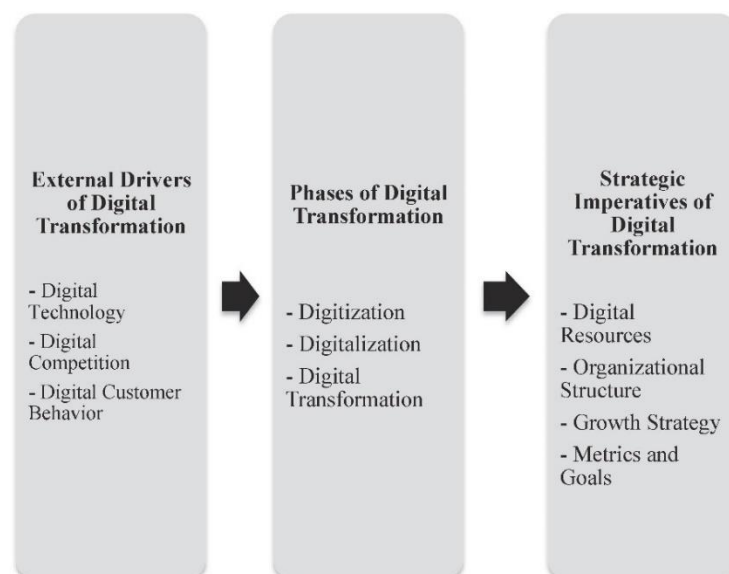 External Drivers
of Digital
Transformation
- Digital
Technology
- Digital
Competition
- Digital Customer
Behavior
Phases of Digital
Transformation
- Digitization
- Digitalization
- Digital
Transformation
Strategic
Imperatives of
Digital
Transformation
- Digital
Resources
- Organizational
Structure
- Growth Strategy
- Metrics and
Goals